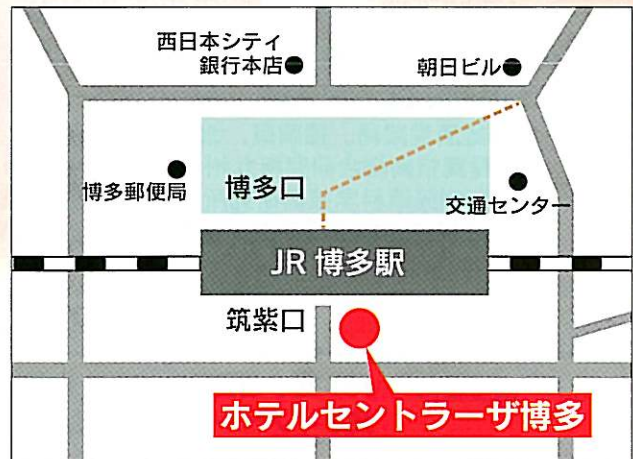 西日本シティ
銀行本店
朝日ビル
博多郵便局
博多口
交通センター
JR 博多駅
筑紫口
ホテルセントラーザ博多